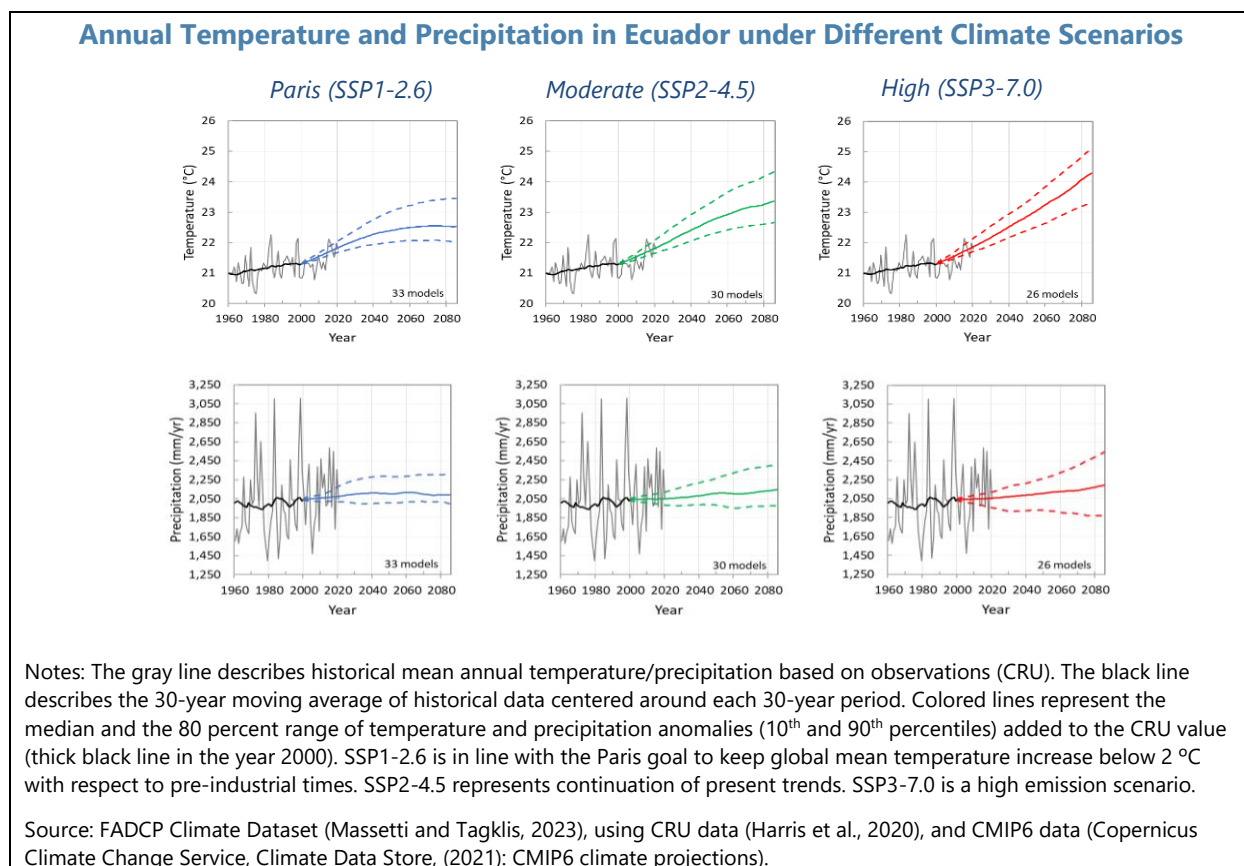 Annual Temperature and Precipitation in Ecuador under Different Climate Scenarios
Paris (SSP1-2.6)
Moderate (SSP2-4.5)
High (SSP3-7.0)
Temperature (°C)
26
25
24
23
22
21
20
33 models
1960 1980 2000 2020 2040 2060 2080
Year
Temperature (°C)
26
25
24
23
22
21
20
30 models
1960 1980 2000 2020 2040 2060 2080
Year
Temperature (°C)
26
25
24
23
22
21
20
26 models
1960 1980 2000 2020 2040 2060 2080
Year
Precipitation (mm/yr)
3,250
3,050
2,850
2,650
2,450
2,250
2,050
1,850
1,650
1,450
1,250
33 models
1960 1980 2000 2020 2040 2060 2080
Year
Precipitation (mm/yr)
3,250
3,050
2,850
2,650
2,450
2,250
2,050
1,850
1,650
1,450
1,250
30 models
1960 1980 2000 2020 2040 2060 2080
Year
Precipitation (mm/yr)
3,250
3,050
2,850
2,650
2,450
2,250
2,050
1,850
1,650
1,450
1,250
26 models
1960 1980 2000 2020 2040 2060 2080
Year
Notes: The gray line describes historical mean annual temperature/precipitation based on observations (CRU). The black line
describes the 30-year moving average of historical data centered around each 30-year period. Colored lines represent the
median and the 80 percent range of temperature and precipitation anomalies (10th and 90th percentiles) added to the CRU value
(thick black line in the year 2000). SSP1-2.6 is in line with the Paris goal to keep global mean temperature increase below 2 ºC
with respect to pre-industrial times. SSP2-4.5 represents continuation of present trends. SSP3-7.0 is a high emission scenario.
Source: FADCP Climate Dataset (Massetti and Tagklis, 2023), using CRU data (Harris et al., 2020), and CMIP6 data (Copernicus
Climate Change Service, Climate Data Store, (2021): CMIP6 climate projections).